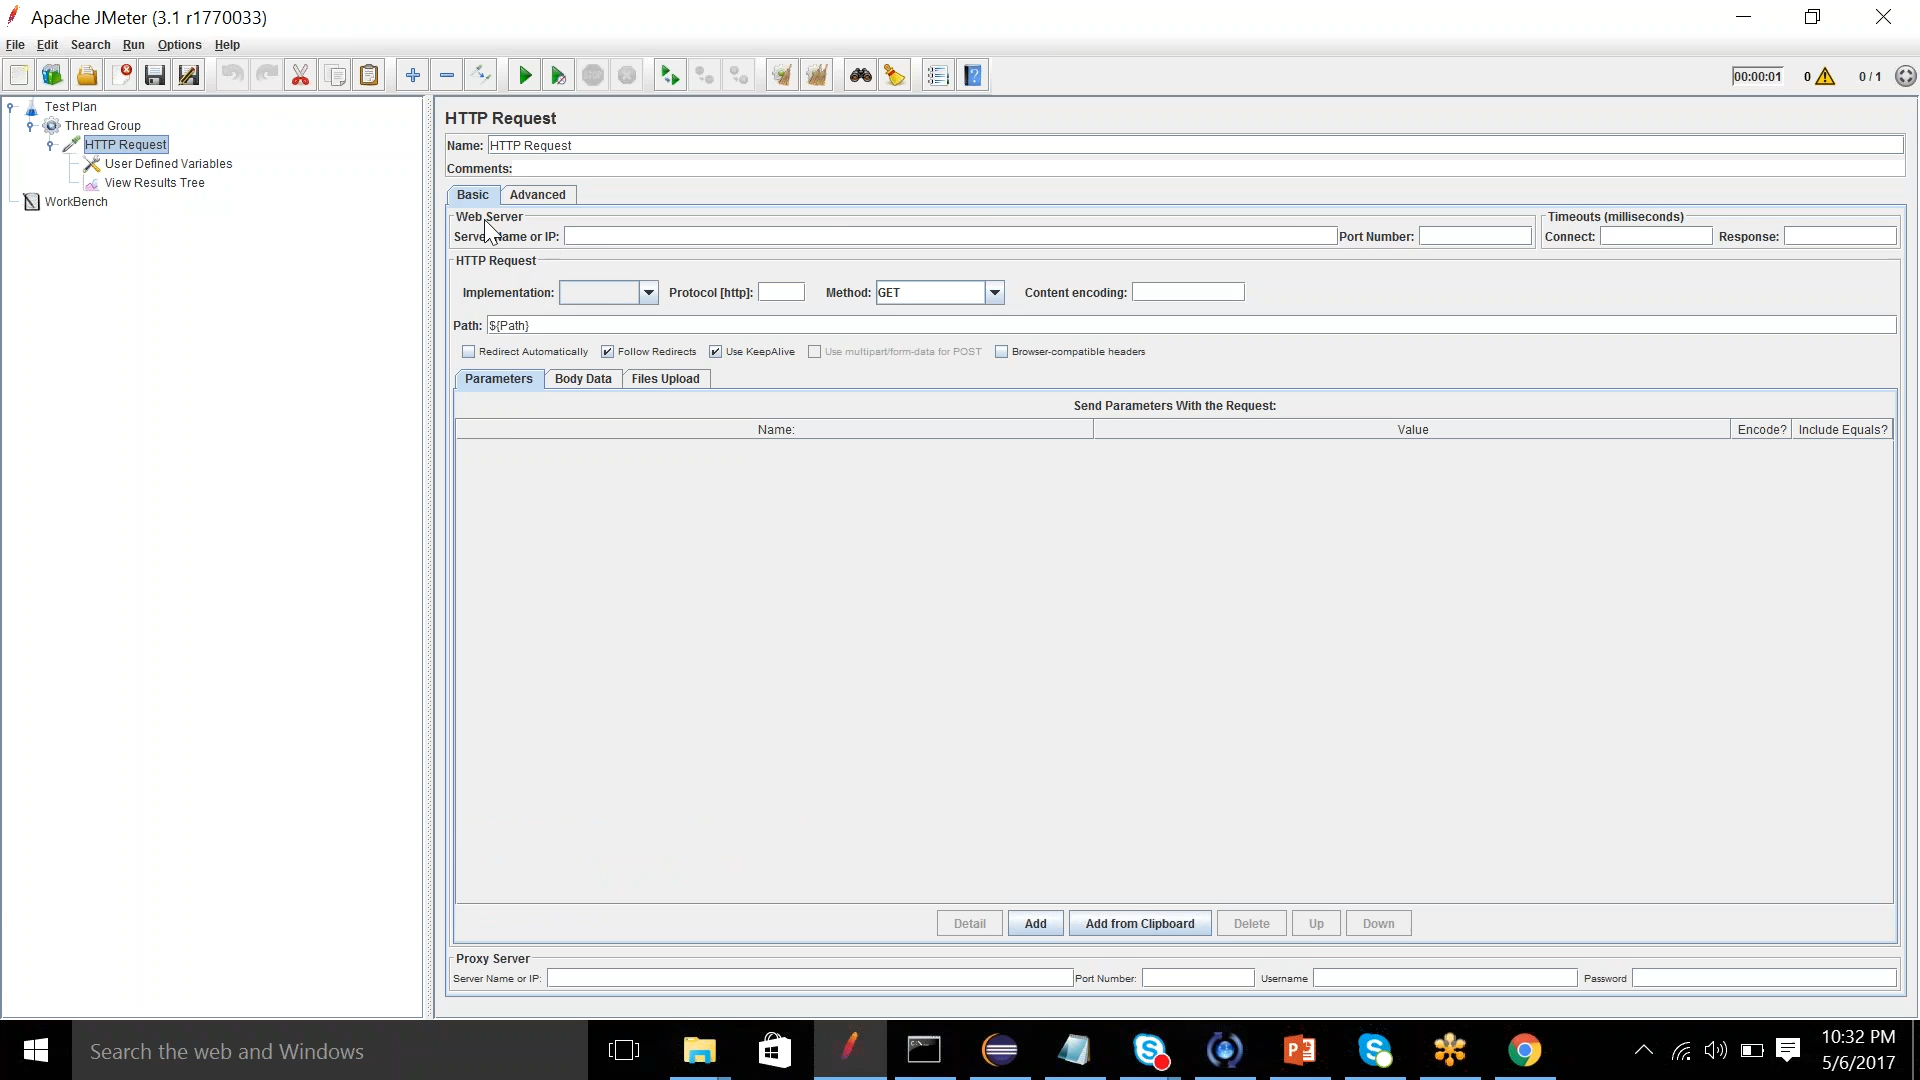 Apache JMeter (3.1 r1770033)
File Edit Search Run Options Help
00:00:01 0 0 / 1
Test Plan
Thread Group
HTTP Request
User Defined Variables
View Results Tree
WorkBench
HTTP Request
Name: HTTP Request
Comments:
Basic Advanced
Web Server Timeouts (milliseconds)
Server Name or IP: Port Number: Connect: Response:
HTTP Request
Implementation: Protocol [http]: Method: GET Content encoding:
Path: ${Path}
Redirect Automatically Follow Redirects Use KeepAlive Use multipart/form-data for POST Browser-compatible headers
Parameters Body Data Files Upload
Send Parameters With the Request:
Name: Value Encode? Include Equals?
Detail Add Add from Clipboard Delete Up Down
Proxy Server
Server Name or IP: Port Number: Username Password
Search the web and Windows
10:32 PM
5/6/2017